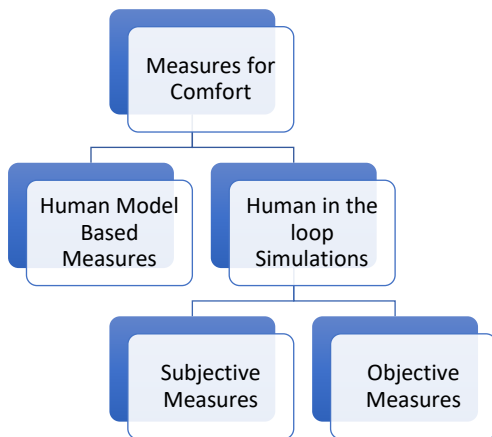 Measures for
Comfort
Human Model
Based
Measures
Human in the
loop
Simulations
Subjective
Measures
Objective
Measures